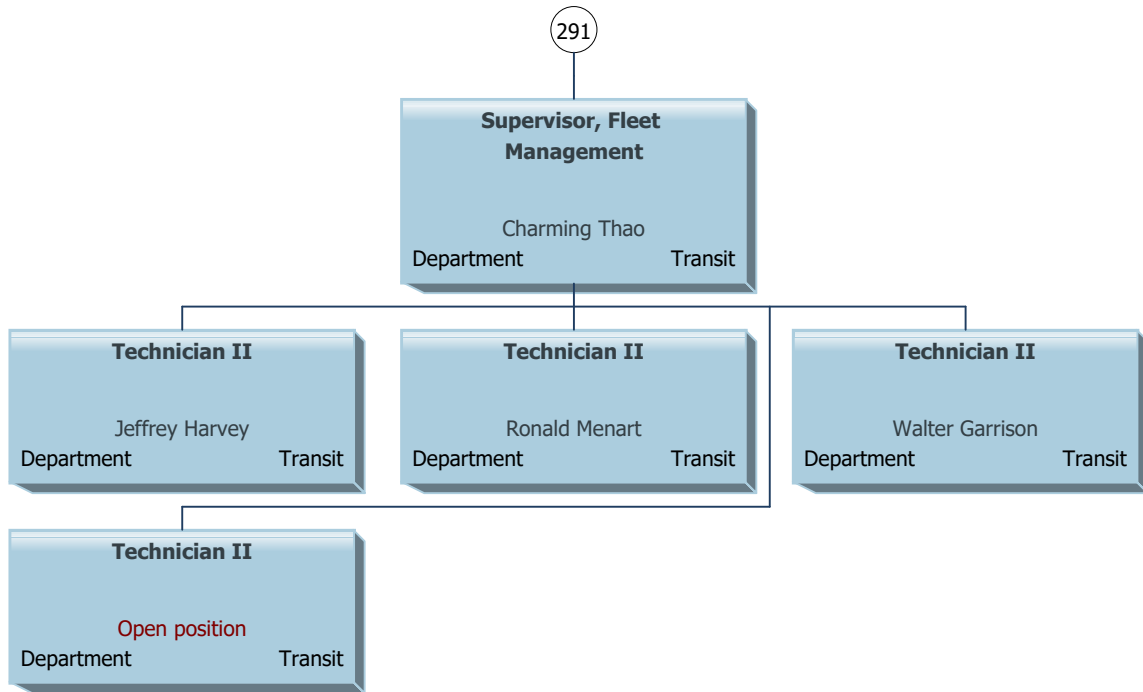 291
Supervisor, Fleet
Management
Charming Thao
Department Transit
Technician II
Jeffrey Harvey
Department Transit
Technician II
Ronald Menart
Department Transit
Technician II
Walter Garrison
Department Transit
Technician II
Open position
Department Transit